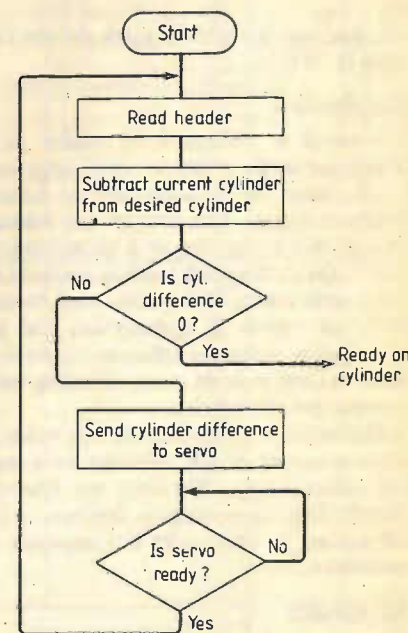 Start
Read header
Subtract current cylinder
from desired cylinder
Is cyl.
difference
0?
No
Yes
Ready on
cylinder
Send cylinder difference
to servo
Is servo
ready?
No
Yes